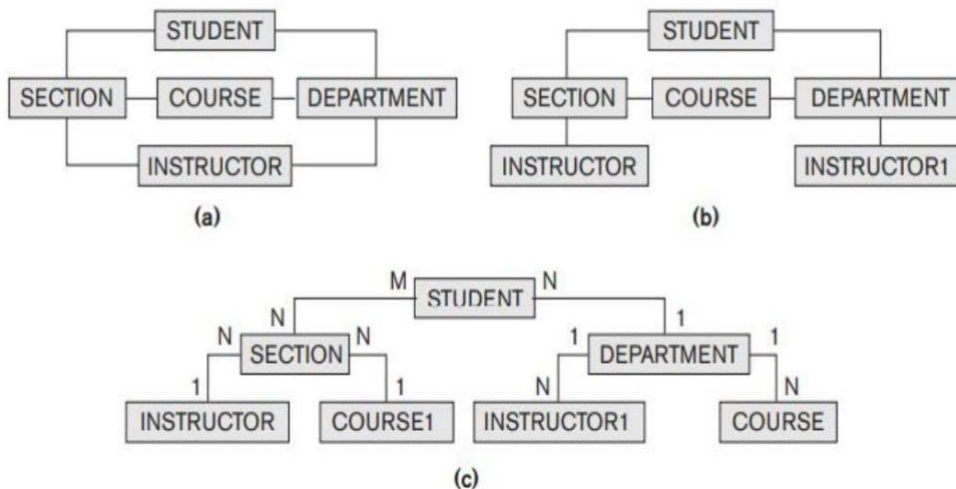 STUDENT STUDENT
SECTION COURSE DEPARTMENT SECTION COURSE DEPARTMENT
INSTRUCTOR INSTRUCTOR INSTRUCTOR1
(a) (b)
M STUDENT N
N 1
N SECTION N 1 DEPARTMENT 1
1 1 N N
INSTRUCTOR COURSE1 INSTRUCTOR1 COURSE
(c)